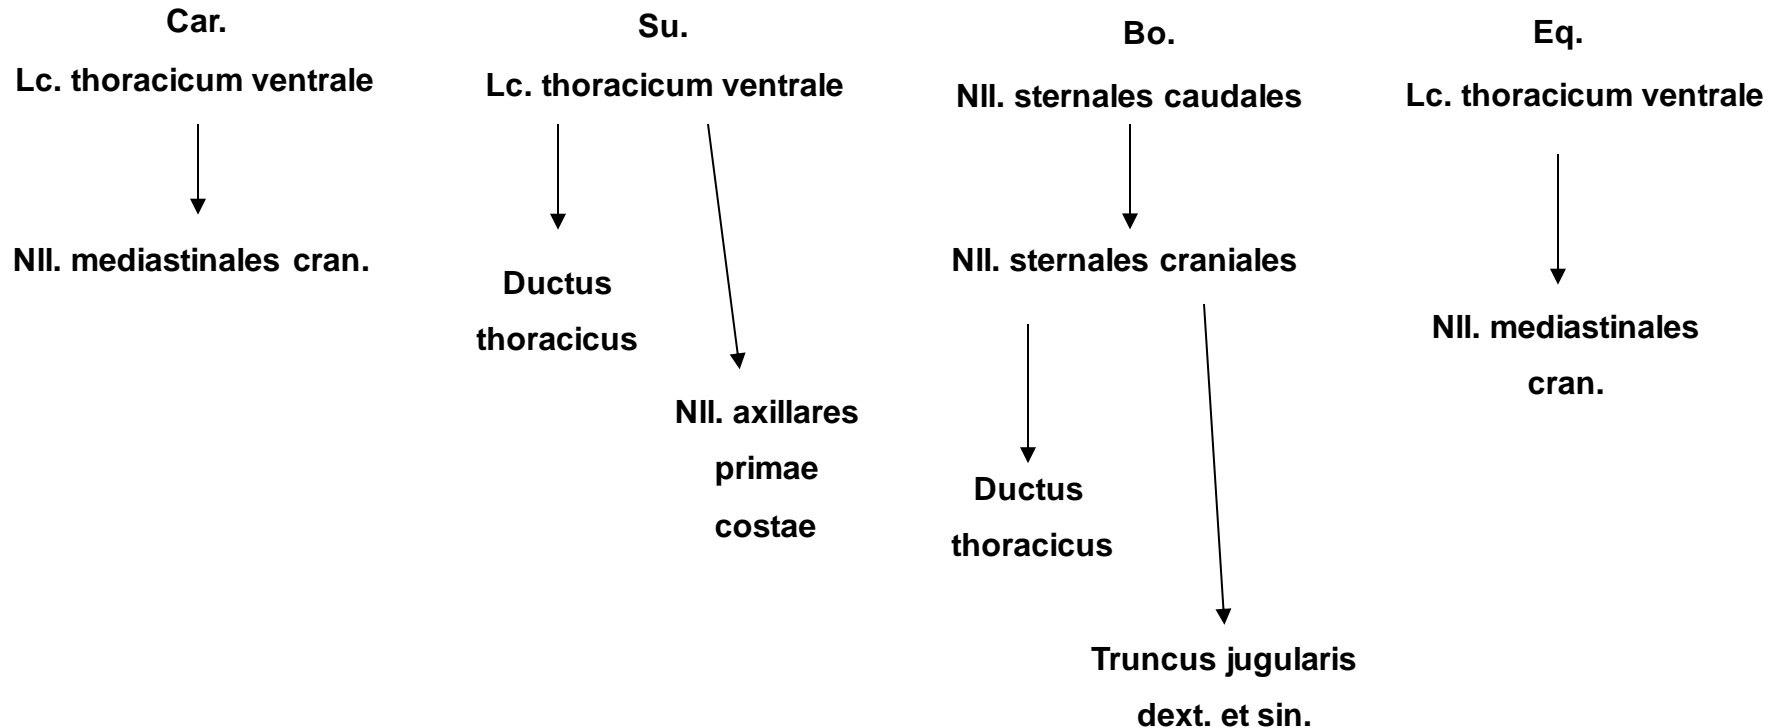 Car.
Lc. thoracicum ventrale
Nll. mediastinales cran.
Su.
Lc. thoracicum ventrale
Ductus
thoracicus
Nll. axillares
primae
costae
Bo.
Nll. sternales caudales
Nll. sternales craniales
Ductus
thoracicus
Truncus jugularis
dext. et sin.
Eq.
Lc. thoracicum ventrale
Nll. mediastinales
cran.